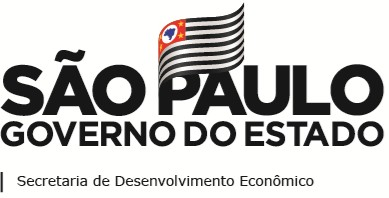 SÃO PAULO
GOVERNO DO ESTADO
Secretaria de Desenvolvimento Econômico